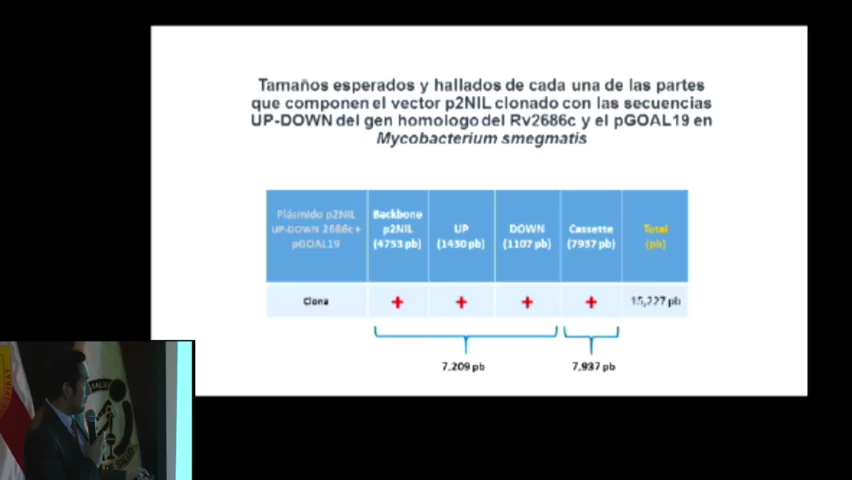 Tamaños esperados y hallados de cada una de las partes
que componen el vector p2NIL clonado con las secuencias
UP-DOWN del gen homologo del Rv2686c y el pGOAL19 en
Mycobacterium smegmatis
Plásmido p2NIL
UP-DOWN 2686c+
pGOAL19
Backbone
p2NIL
(4753 pb)
UP
(1430 pb)
DOWN
(1107 pb)
Cassette
(7937 pb)
Total
(pb)
Clona
+
+
+
+
15,227 pb
7,209 pb
7,937 pb
DE SALUD